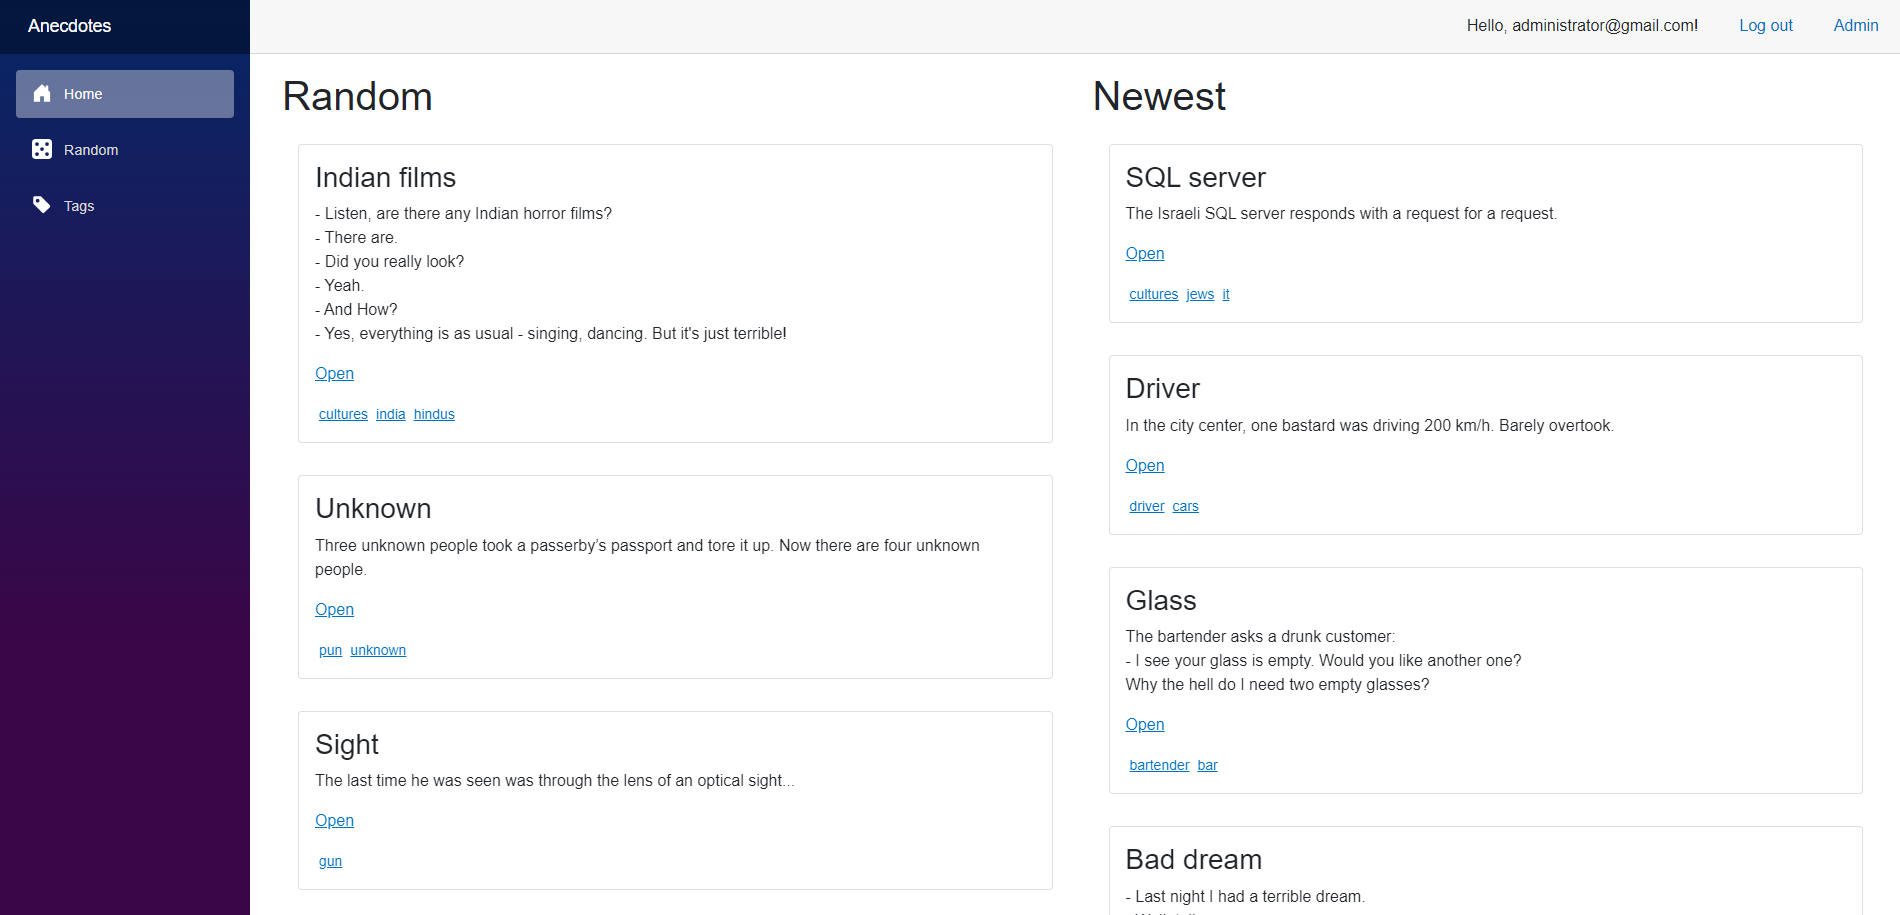 Anecdotes
Hello, administrator@gmail.com!
Log out
Admin
Home
Random
Tags
Random
Indian films
- Listen, are there any Indian horror films?
- There are.
- Did you really look?
- Yeah.
- And How?
- Yes, everything is as usual - singing, dancing. But it's just terrible!
Open
cultures india hindus
Unknown
Three unknown people took a passerby’s passport and tore it up. Now there are four unknown
people.
Open
pun unknown
Sight
The last time he was seen was through the lens of an optical sight...
Open
gun
Newest
SQL server
The Israeli SQL server responds with a request for a request.
Open
cultures jews it
Driver
In the city center, one bastard was driving 200 km/h. Barely overtook.
Open
driver cars
Glass
The bartender asks a drunk customer:
- I see your glass is empty. Would you like another one?
Why the hell do I need two empty glasses?
Open
bartender bar
Bad dream
- Last night I had a terrible dream.